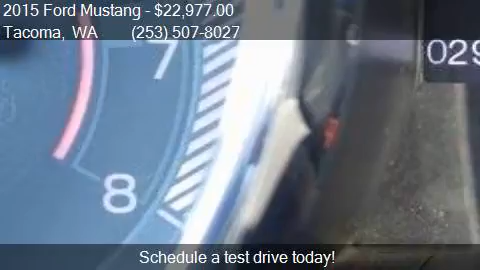 2015 Ford Mustang - $22,977.00
Tacoma, WA (253) 507-8027
7
029
8
Schedule a test drive today!